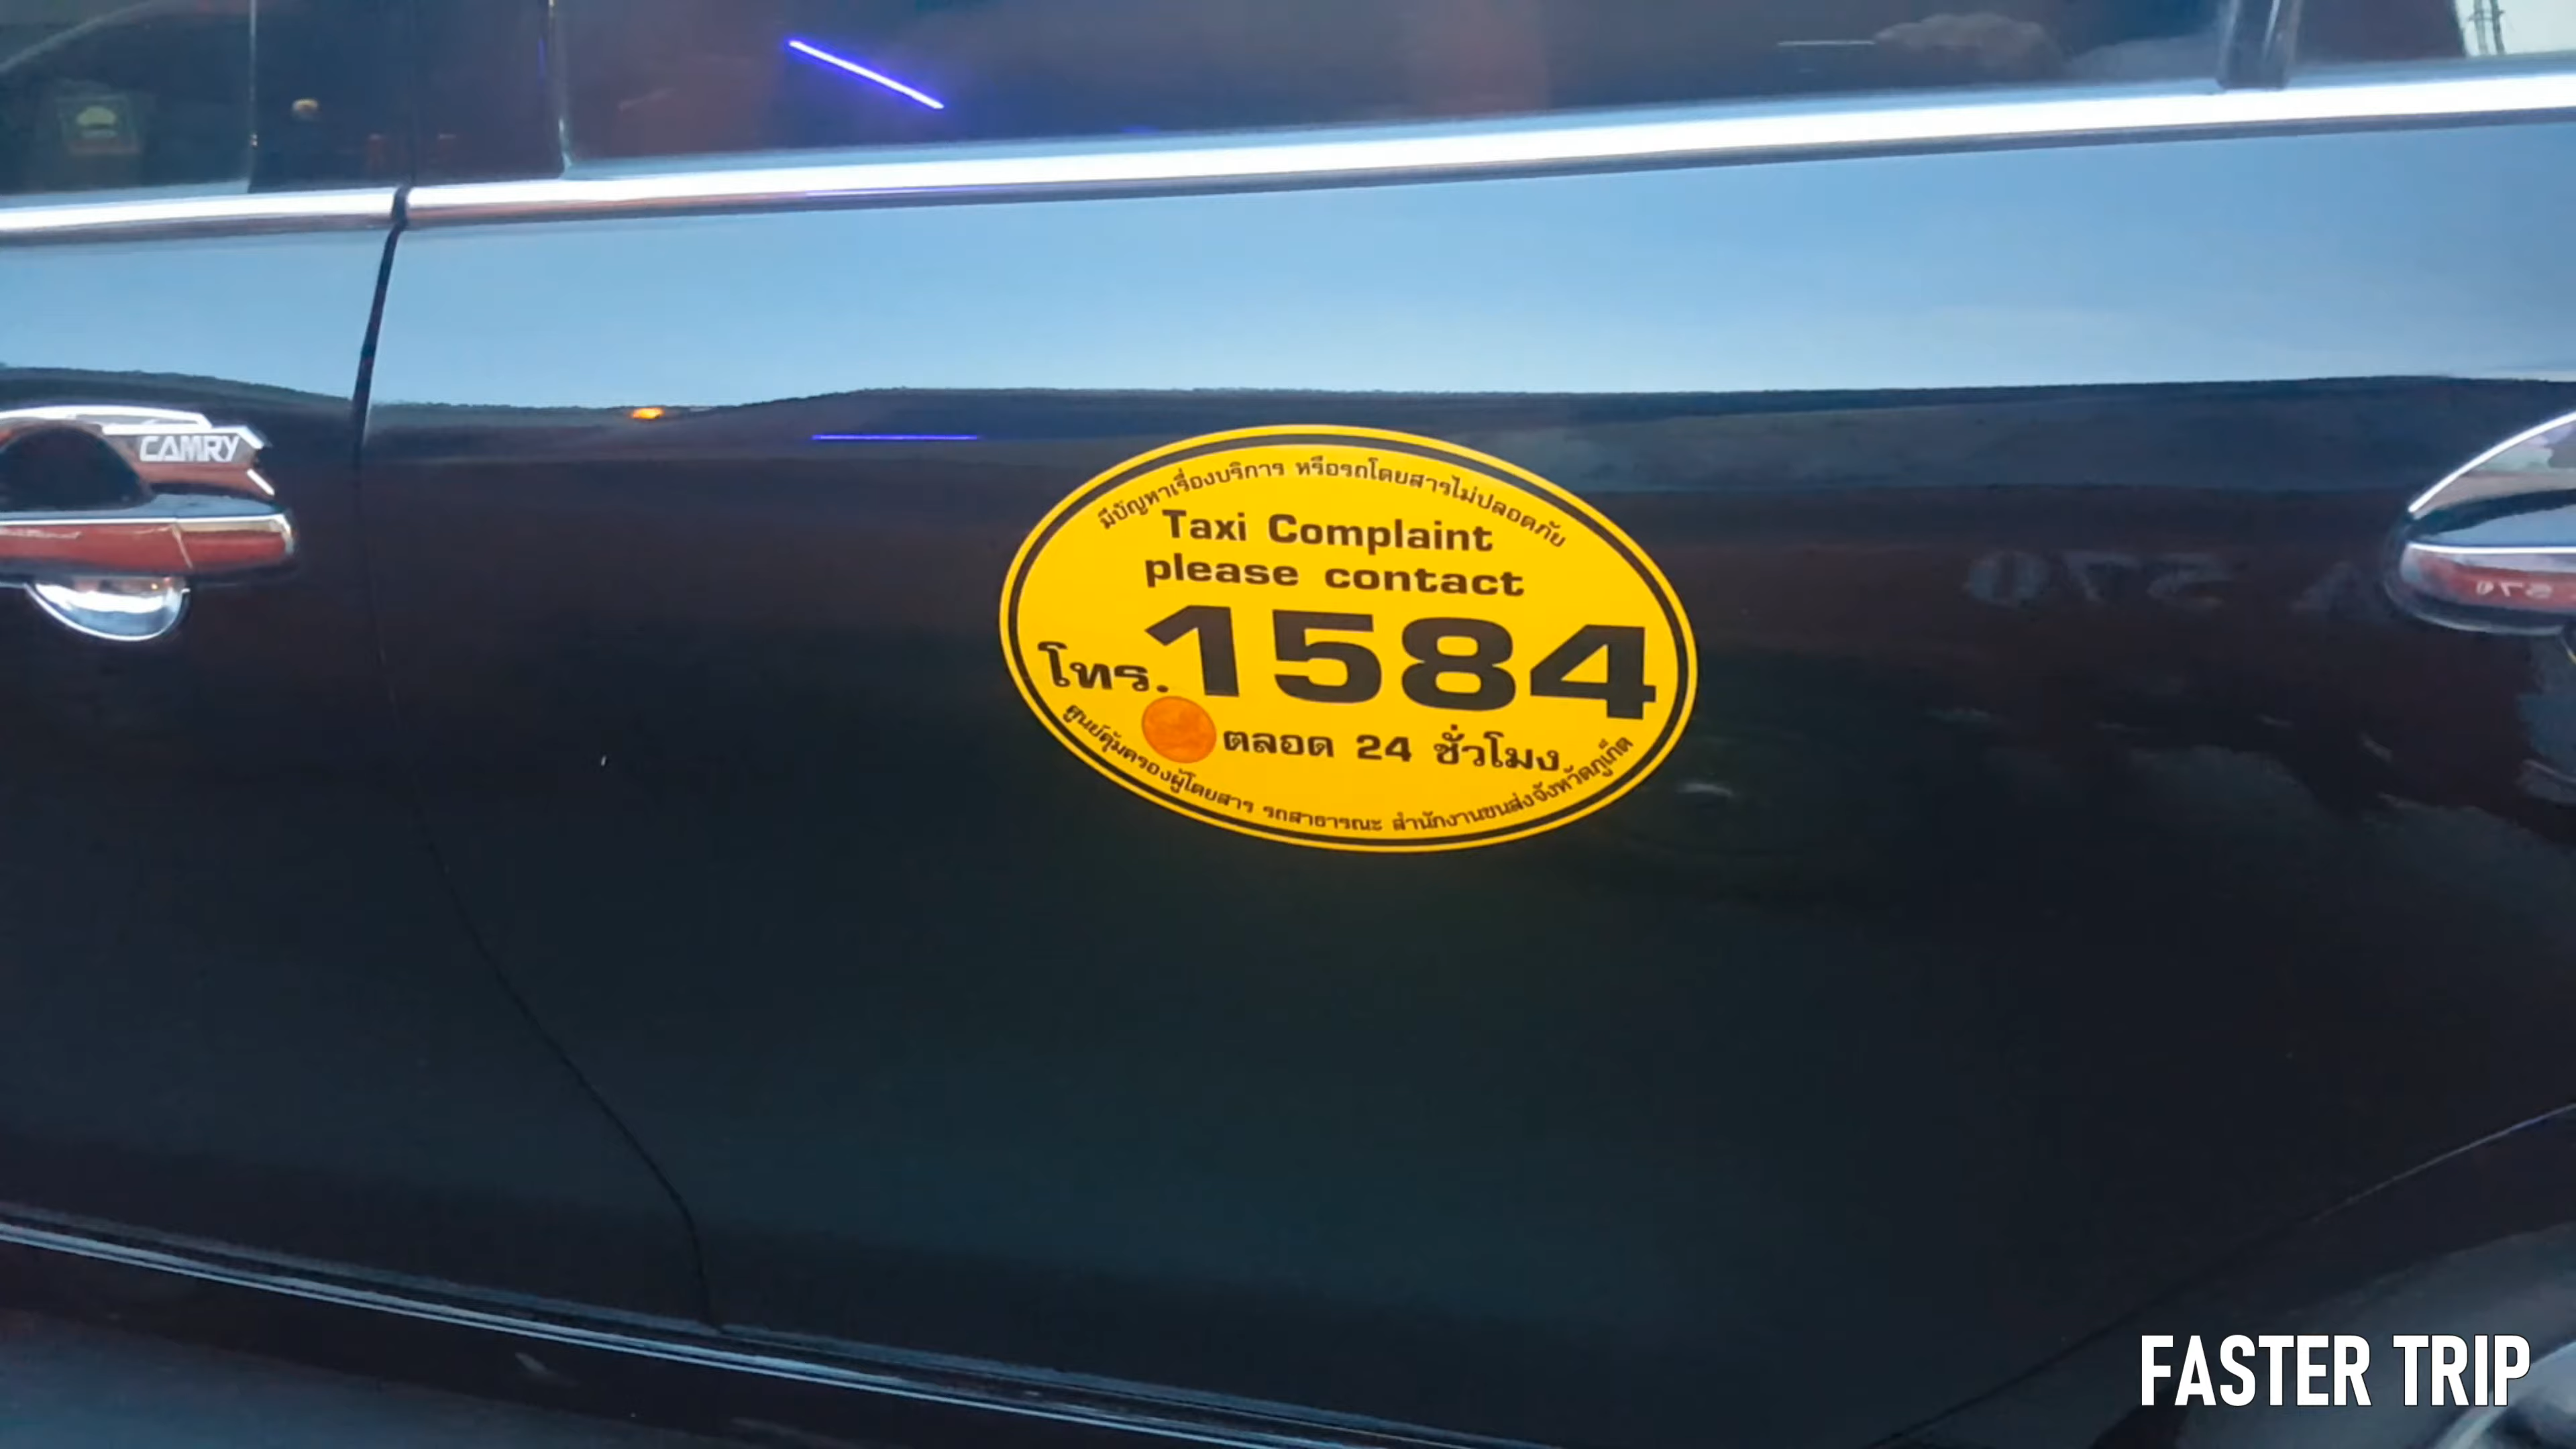 CAMRY
มีปัญหาเรื่องบริการ หรือรถโดยสารไม่ปลอดภัย
Taxi Complaint
please contact
โทร. 1584
ตลอด 24 ชั่วโมง
ศูนย์คุ้มครองผู้โดยสาร รถสาธารณะ สำนักงานขนส่งจังหวัดภูเก็ต
FASTER TRIP